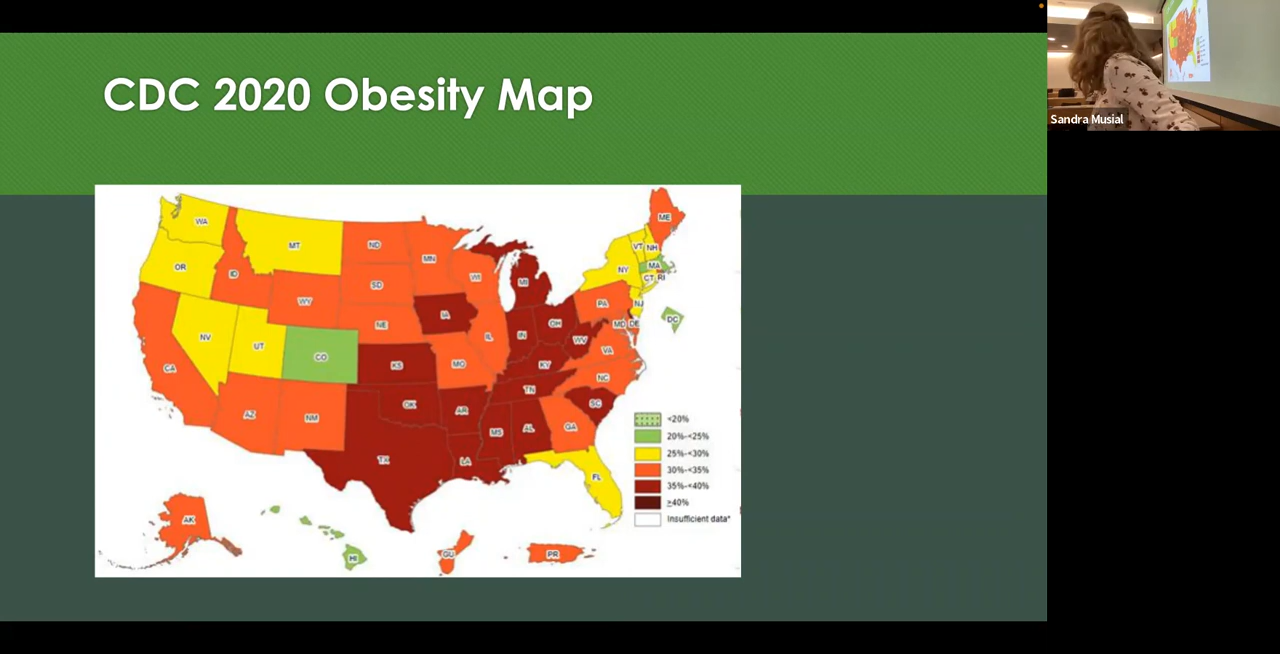 CDC 2020 Obesity Map
Sandra Musial
WA
MT
ND
MN
ME
VT
NH
OR
ID
SD
WI
MI
NY
MA
CT
RI
WY
IA
PA
NJ
NE
NV
UT
CO
IL
IN
OH
WV
MD
DE
DC
CA
KS
MO
KY
VA
AZ
NM
OK
AR
TN
NC
SC
TX
LA
MS
AL
GA
FL
AK
HI
GU
PR
<20%
20%-<25%
25%-<30%
30%-<35%
35%-<40%
≥40%
Insufficient data*